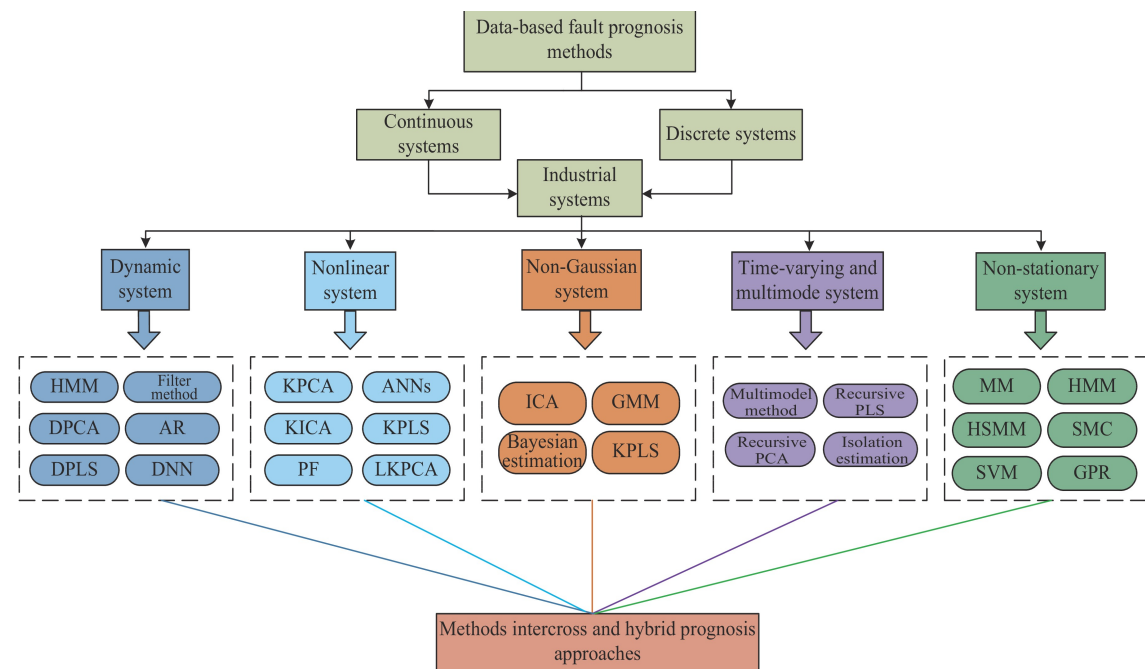 Data-based fault prognosis
methods
Continuous
systems
Discrete systems
Industrial
systems
Dynamic
system
Nonlinear
system
Non-Gaussian
system
Time-varying and
multimode system
Non-stationary
system
HMM
Filter
method
DPCA
AR
DPLS
DNN
KPCA
ANNs
KICA
KPLS
PF
LKPCA
ICA
GMM
Bayesian
estimation
KPLS
Multimodel
method
Recursive
PLS
Recursive
PCA
Isolation
estimation
MM
HMM
HSMM
SMC
SVM
GPR
Methods intercross and hybrid prognosis
approaches